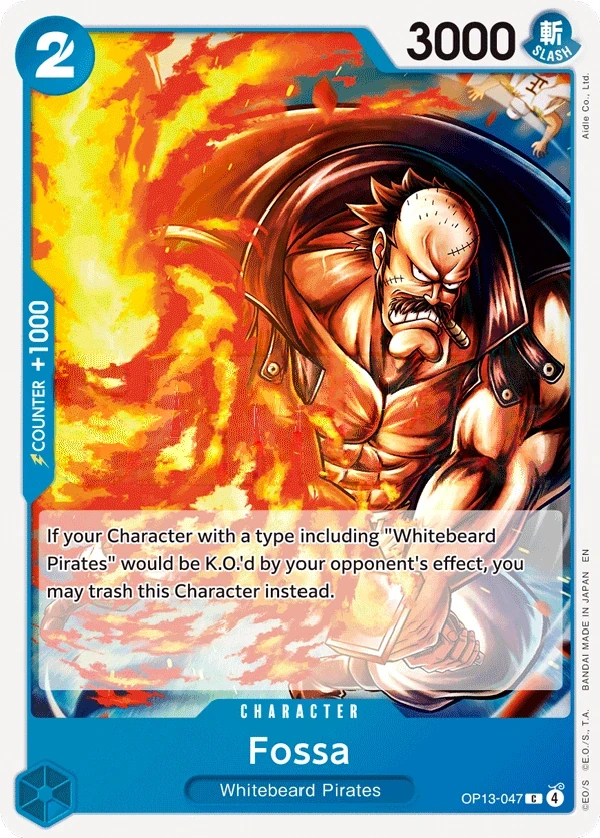 2
3000
斬
SLASH
Aidle Co., Ltd.
COUNTER +1000
If your Character with a type including "Whitebeard
Pirates" would be K.O.'d by your opponent's effect, you
may trash this Character instead.
CHARACTER
Fossa
Whitebeard Pirates
OP13-047 C 4
©E.O/S ©E.O./S., T.A. BANDAI MADE IN JAPAN EN